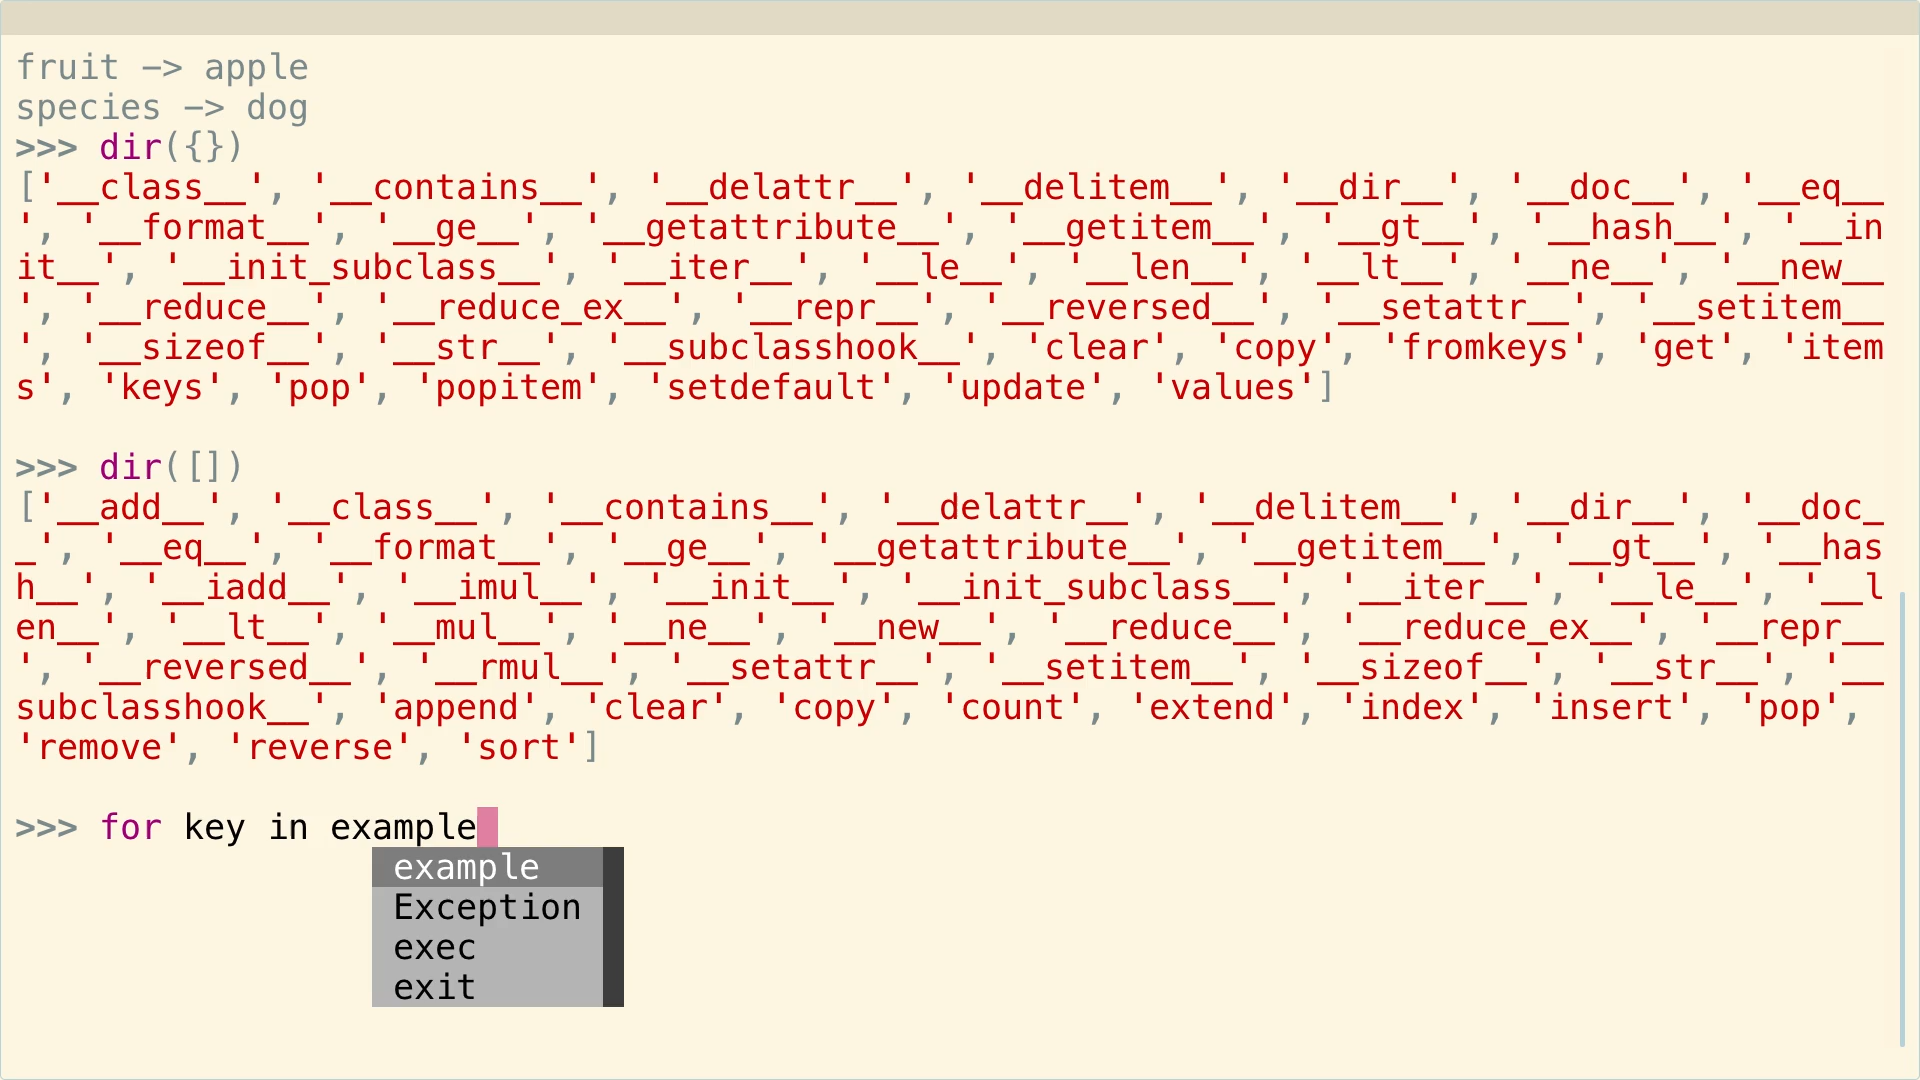 fruit -> apple
species -> dog
>>> dir({})
['__class__', '__contains__', '__delattr__', '__delitem__', '__dir__', '__doc__', '__eq__
', '__format__', '__ge__', '__getattribute__', '__getitem__', '__gt__', '__hash__', '__in
it__', '__init_subclass__', '__iter__', '__le__', '__len__', '__lt__', '__ne__', '__new__
', '__reduce__', '__reduce_ex__', '__repr__', '__reversed__', '__setattr__', '__setitem__
', '__sizeof__', '__str__', '__subclasshook__', 'clear', 'copy', 'fromkeys', 'get', 'item
s', 'keys', 'pop', 'popitem', 'setdefault', 'update', 'values']
>>> dir([])
['__add__', '__class__', '__contains__', '__delattr__', '__delitem__', '__dir__', '__doc_
_', '__eq__', '__format__', '__ge__', '__getattribute__', '__getitem__', '__gt__', '__has
h__', '__iadd__', '__imul__', '__init__', '__init_subclass__', '__iter__', '__le__', '__l
en__', '__lt__', '__mul__', '__ne__', '__new__', '__reduce__', '__reduce_ex__', '__repr__
', '__reversed__', '__rmul__', '__setattr__', '__setitem__', '__sizeof__', '__str__', '__
subclasshook__', 'append', 'clear', 'copy', 'count', 'extend', 'index', 'insert', 'pop',
'remove', 'reverse', 'sort']
>>> for key in example
example
Exception
exec
exit